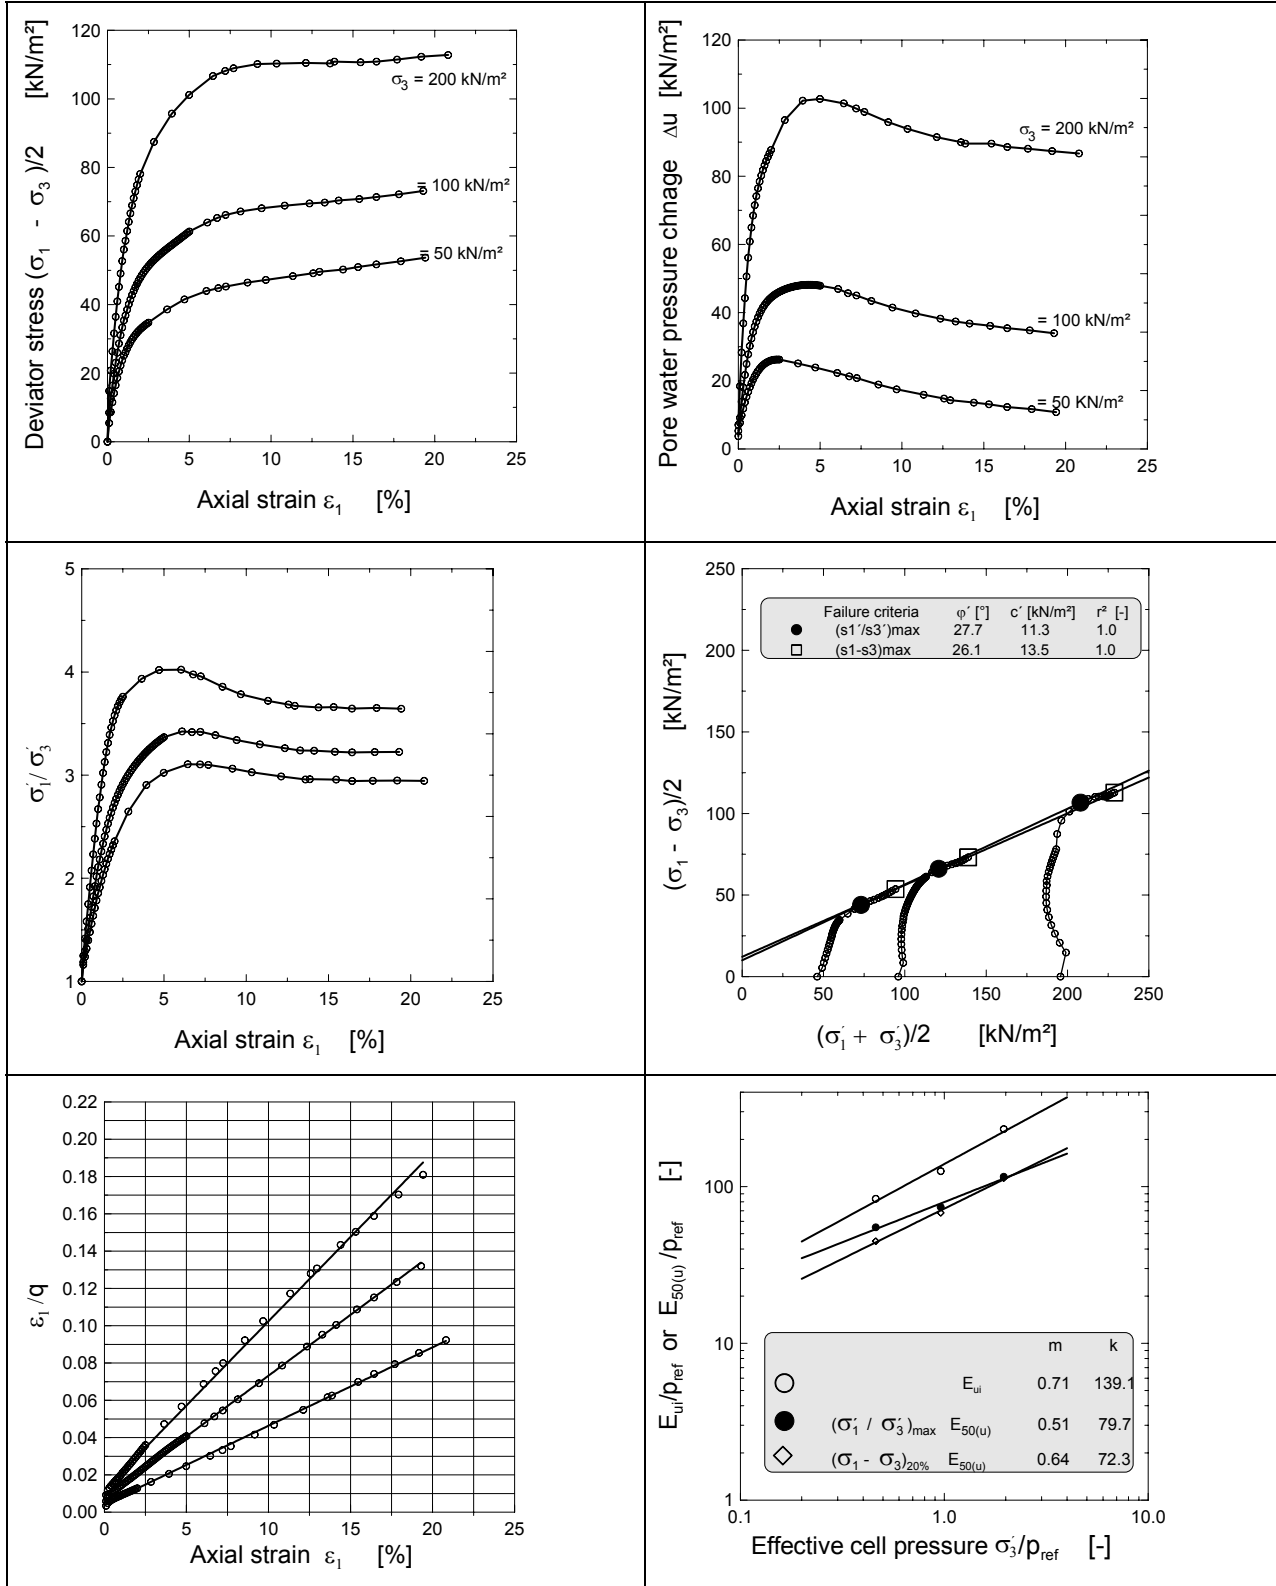 Deviator stress (σ1 - σ3 )/2 [kN/m²]
120
100
80
60
40
20
0
σ3 = 200 kN/m²
= 100 kN/m²
= 50 kN/m²
0 5 10 15 20 25
Axial strain ε1 [%]
Pore water pressure chnage Δu [kN/m²]
120
100
80
60
40
20
0
σ3 = 200 kN/m²
= 100 kN/m²
= 50 KN/m²
0 5 10 15 20 25
Axial strain ε1 [%]
σ1´/ σ3´
5
4
3
2
1
0 5 10 15 20 25
Axial strain ε1 [%]
(σ1 - σ3)/2 [kN/m²]
250
200
150
100
50
0
Failure criteria φ´ [°] c´ [kN/m²] r² [-]
(s1´/s3´)max 27.7 11.3 1.0
(s1-s3)max 26.1 13.5 1.0
0 50 100 150 200 250
(σ1´ + σ3´)/2 [kN/m²]
ε1 /q
0.22
0.20
0.18
0.16
0.14
0.12
0.10
0.08
0.06
0.04
0.02
0.00
0 5 10 15 20 25
Axial strain ε1 [%]
Eui/pref or E50(u) /pref [-]
100
10
1
m k
Eui 0.71 139.1
(σ1´ / σ3´)max E50(u) 0.51 79.7
(σ1 - σ3)20% E50(u) 0.64 72.3
0.1 1.0 10.0
Effective cell pressure σ3´/pref [-]